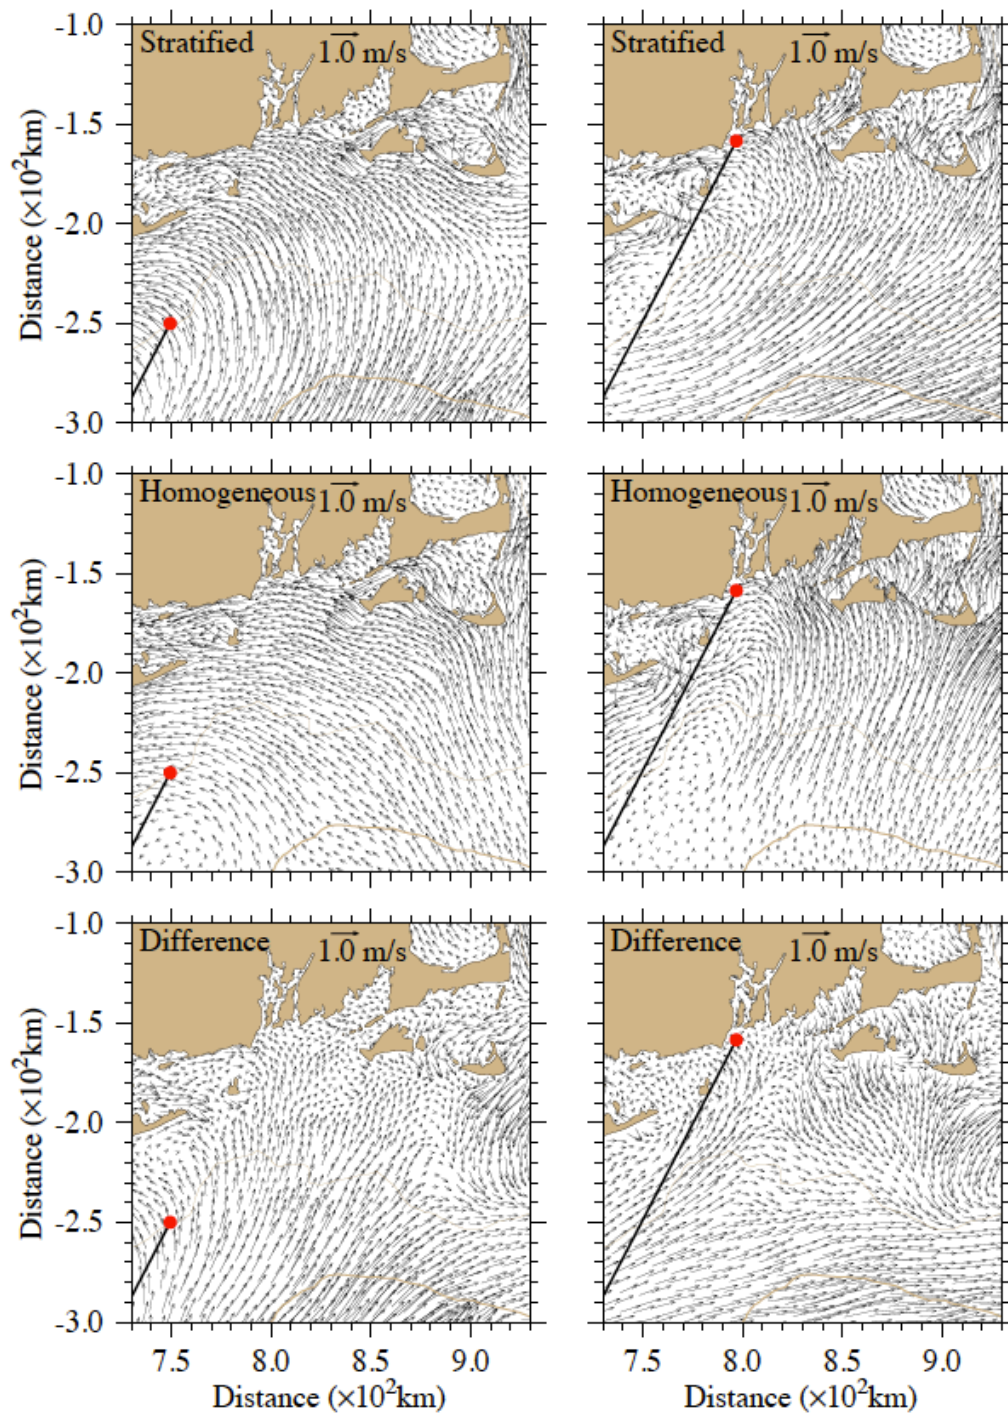 Stratified 1.0 m/s
Stratified 1.0 m/s
-1.0
-1.5
-2.0
-2.5
-3.0
Distance (×10²km)
Homogeneous 1.0 m/s
Homogeneous 1.0 m/s
-1.0
-1.5
-2.0
-2.5
-3.0
Distance (×10²km)
Difference 1.0 m/s
Difference 1.0 m/s
-1.0
-1.5
-2.0
-2.5
-3.0
Distance (×10²km)
7.5 8.0 8.5 9.0
7.5 8.0 8.5 9.0
Distance (×10²km)
Distance (×10²km)